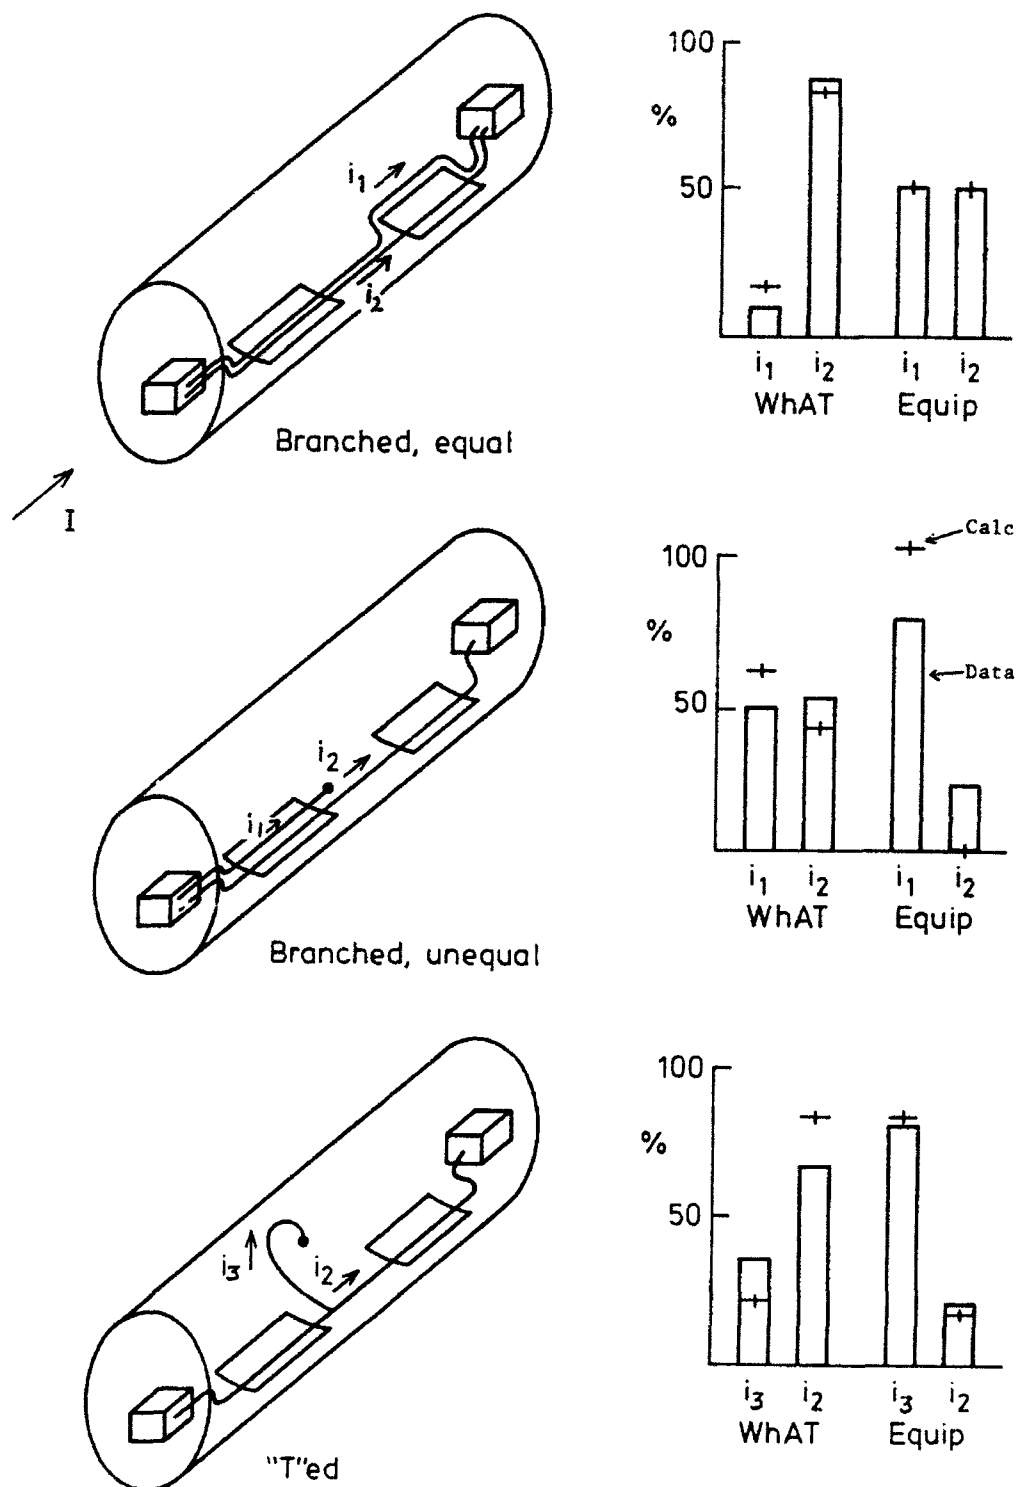 100
%
50
i₁ i₂ i₁ i₂
WhAT Equip
i₁
i₂
Branched, equal
I
Calc
100
%
Data
50
i₁ i₂ i₁ i₂
WhAT Equip
i₂
i₁
Branched, unequal
100
%
50
i₃ i₂ i₃ i₂
WhAT Equip
i₃ i₂
"T"ed